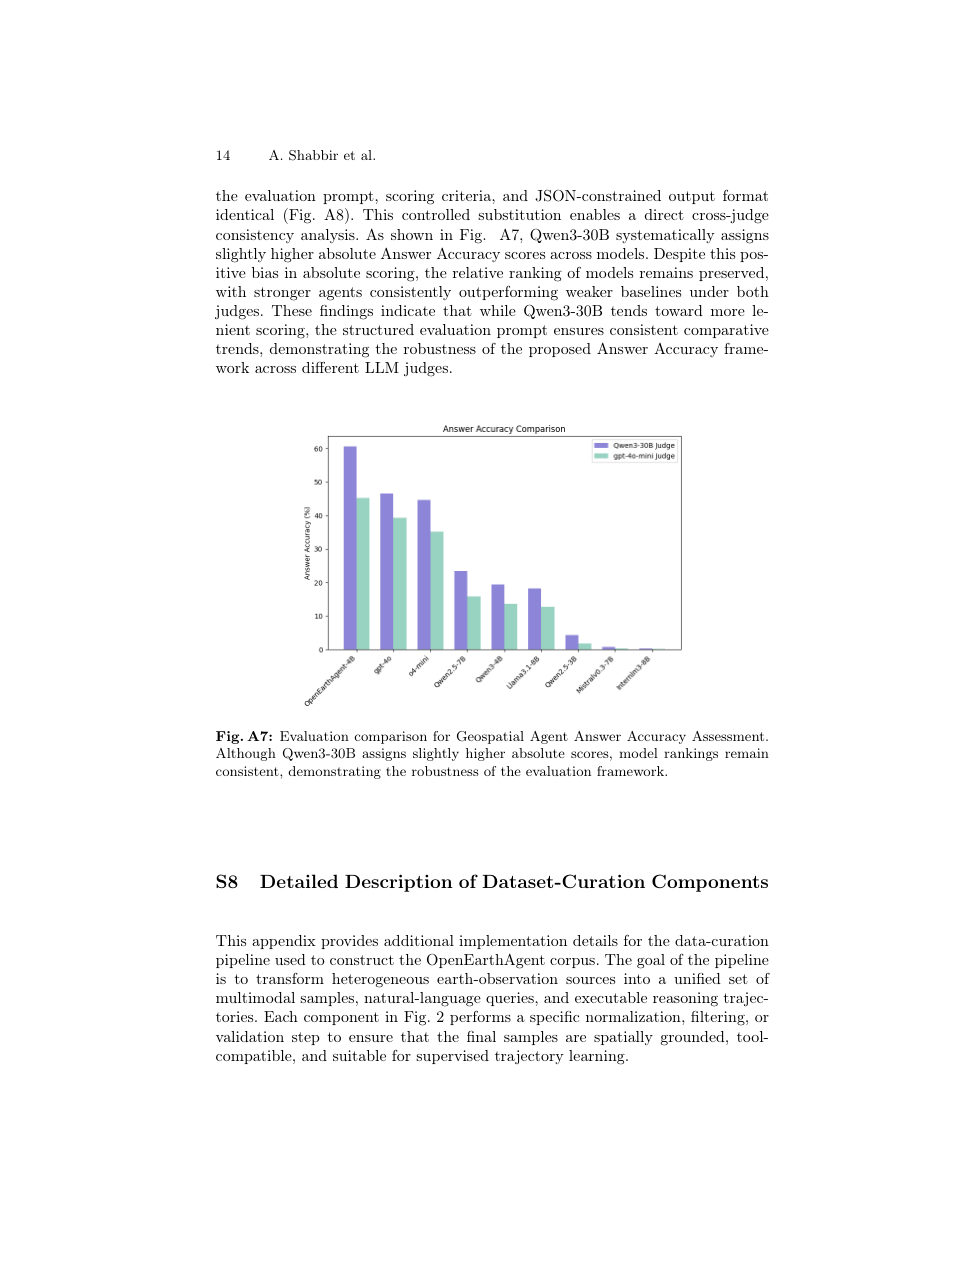 14 A. Shabbir et al.
the evaluation prompt, scoring criteria, and JSON-constrained output format
identical (Fig. A8). This controlled substitution enables a direct cross-judge
consistency analysis. As shown in Fig. A7, Qwen3-30B systematically assigns
slightly higher absolute Answer Accuracy scores across models. Despite this pos-
itive bias in absolute scoring, the relative ranking of models remains preserved,
with stronger agents consistently outperforming weaker baselines under both
judges. These findings indicate that while Qwen3-30B tends toward more le-
nient scoring, the structured evaluation prompt ensures consistent comparative
trends, demonstrating the robustness of the proposed Answer Accuracy frame-
work across different LLM judges.
Answer Accuracy Comparison
Qwen3-30B Judge
gpt-4o-mini Judge
Answer Accuracy (%)
60
50
40
30
20
10
0
OpenEarthAgent-4B
gpt-4o
o4-mini
Qwen2.5-7B
Qwen3-4B
Llama3.1-8B
Qwen2.5-3B
Mistralv0.3-7B
Internlm3-8B
Fig. A7: Evaluation comparison for Geospatial Agent Answer Accuracy Assessment.
Although Qwen3-30B assigns slightly higher absolute scores, model rankings remain
consistent, demonstrating the robustness of the evaluation framework.
S8 Detailed Description of Dataset-Curation Components
This appendix provides additional implementation details for the data-curation
pipeline used to construct the OpenEarthAgent corpus. The goal of the pipeline
is to transform heterogeneous earth-observation sources into a unified set of
multimodal samples, natural-language queries, and executable reasoning trajec-
tories. Each component in Fig. 2 performs a specific normalization, filtering, or
validation step to ensure that the final samples are spatially grounded, tool-
compatible, and suitable for supervised trajectory learning.